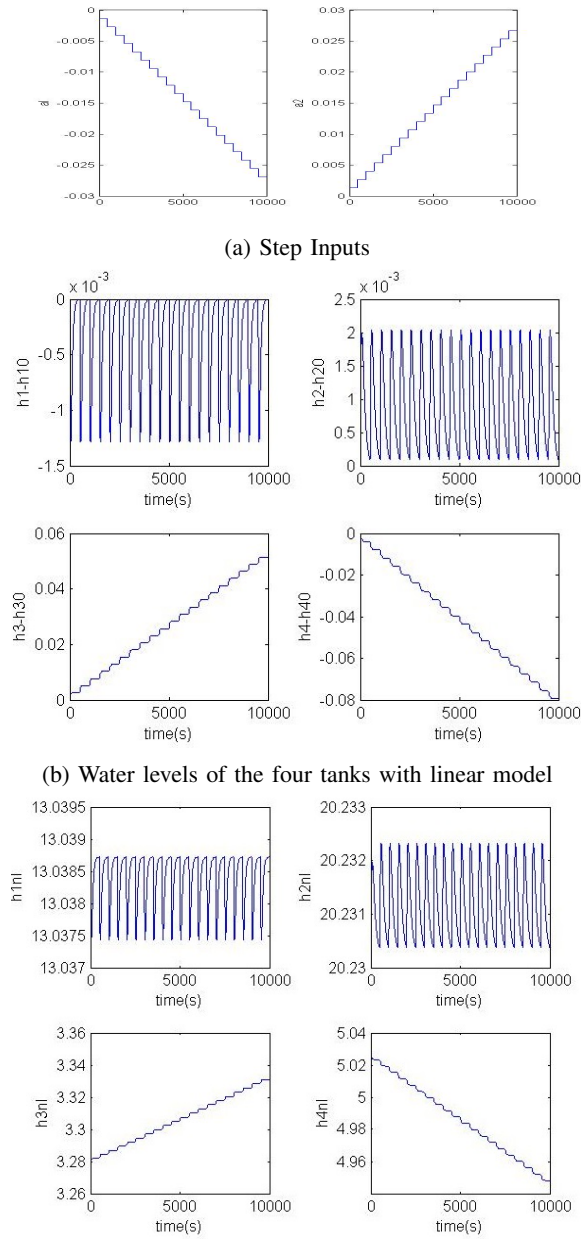 0
-0.005
-0.01
-0.015
-0.02
-0.025
-0.03
0 5000 10000
a1
0.03
0.025
0.02
0.015
0.01
0.005
0
0 5000 10000
a2
(a) Step Inputs
x 10⁻³
0
-0.5
-1
-1.5
0 5000 10000
h1-h10
time(s)
x 10⁻³
2.5
2
1.5
1
0.5
0
0 5000 10000
h2-h20
time(s)
0.06
0.04
0.02
0
0 5000 10000
h3-h30
time(s)
0
-0.02
-0.04
-0.06
-0.08
0 5000 10000
h4-h40
time(s)
(b) Water levels of the four tanks with linear model
13.0395
13.039
13.0385
13.038
13.0375
13.037
0 5000 10000
h1nl
time(s)
20.233
20.232
20.231
20.23
0 5000 10000
h2nl
time(s)
3.36
3.34
3.32
3.3
3.28
3.26
0 5000 10000
h3nl
time(s)
5.04
5.02
5
4.98
4.96
0 5000 10000
h4nl
time(s)